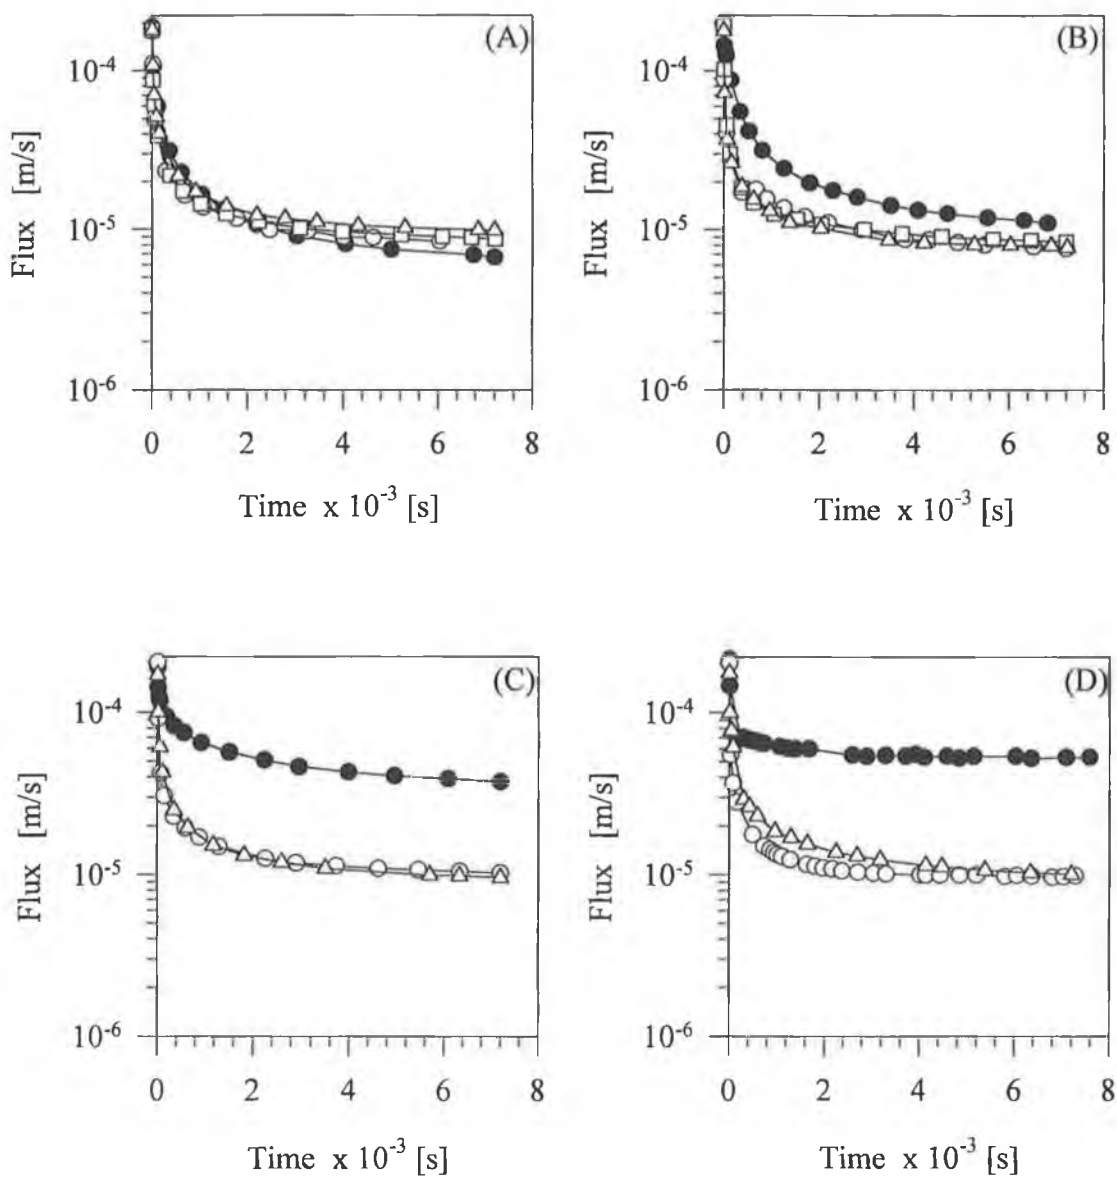 (A)
Flux [m/s]
10⁻⁴
10⁻⁵
10⁻⁶
0 2 4 6 8
Time x 10⁻³ [s]
(B)
Flux [m/s]
10⁻⁴
10⁻⁵
10⁻⁶
0 2 4 6 8
Time x 10⁻³ [s]
(C)
Flux [m/s]
10⁻⁴
10⁻⁵
10⁻⁶
0 2 4 6 8
Time x 10⁻³ [s]
(D)
Flux [m/s]
10⁻⁴
10⁻⁵
10⁻⁶
0 2 4 6 8
Time x 10⁻³ [s]